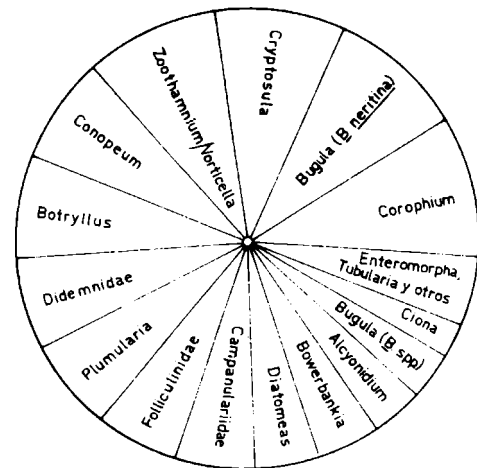 Cryptosula
Bugula (B neritina)
Corophium
Enteromorpha,
Tubularia y otros
Ciona
Bugula (B spp)
Alcyonidium
Bowerbankia
Diatomeas
Campanulariidae
Folliculinidae
Plumularia
Didemnidae
Botryllus
Conopeum
Zoothamnium/Vorticella